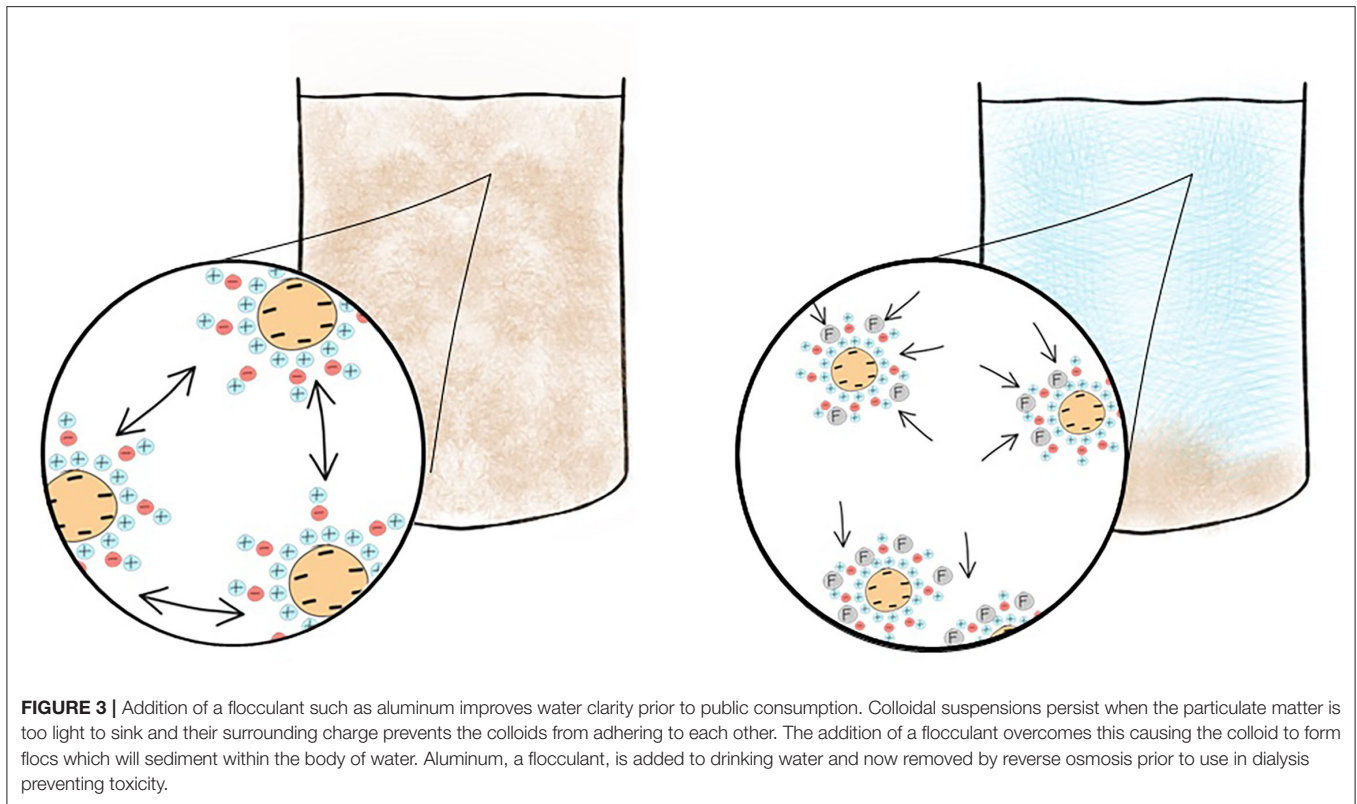 F F
F F
F F
F
F F
F F F
F F
F
FIGURE 3 | Addition of a flocculant such as aluminum improves water clarity prior to public consumption. Colloidal suspensions persist when the particulate matter is
too light to sink and their surrounding charge prevents the colloids from adhering to each other. The addition of a flocculant overcomes this causing the colloid to form
flocs which will sediment within the body of water. Aluminum, a flocculant, is added to drinking water and now removed by reverse osmosis prior to use in dialysis
preventing toxicity.